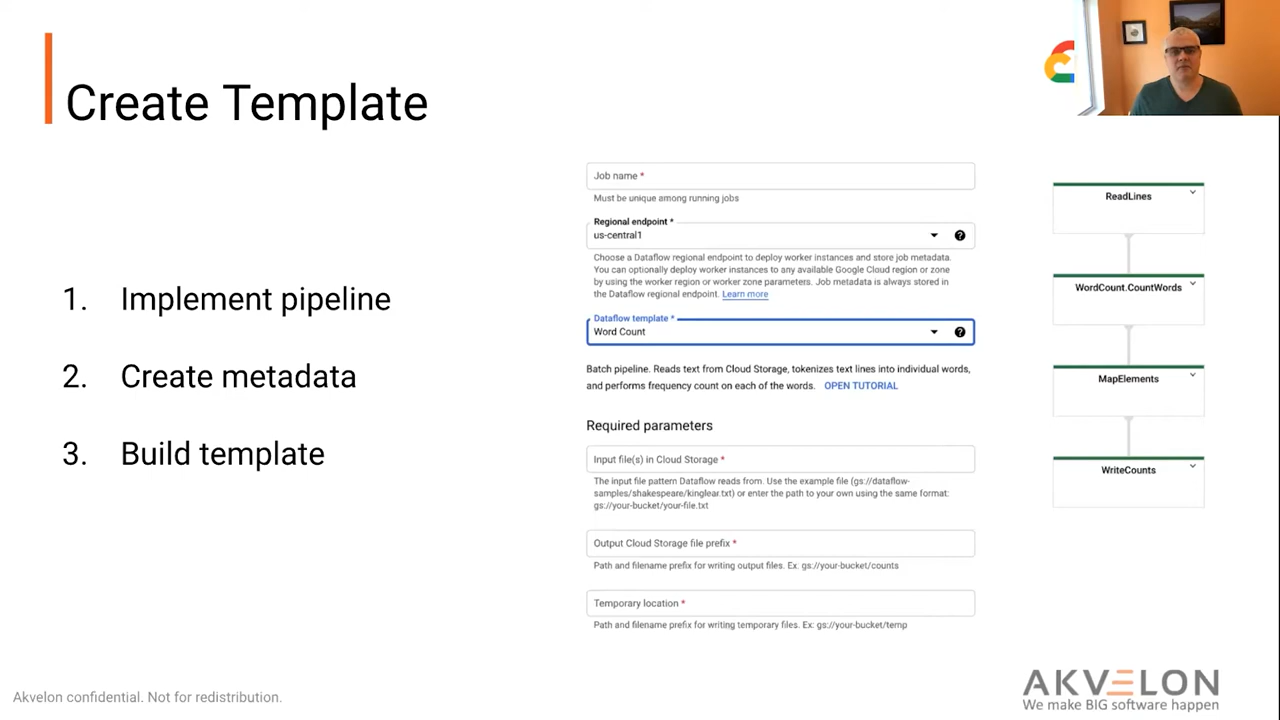 Create Template
1. Implement pipeline
2. Create metadata
3. Build template
Job name *
Must be unique among running jobs
Regional endpoint *
us-central1
Choose a Dataflow regional endpoint to deploy worker instances and store job metadata.
You can optionally deploy worker instances to any available Google Cloud region or zone
by using the worker region or worker zone parameters. Job metadata is always stored in
the Dataflow regional endpoint. Learn more
Dataflow template *
Word Count
Batch pipeline. Reads text from Cloud Storage, tokenizes text lines into individual words,
and performs frequency count on each of the words. OPEN TUTORIAL
Required parameters
Input file(s) in Cloud Storage *
The input file pattern Dataflow reads from. Use the example file (gs://dataflow-
samples/shakespeare/kinglear.txt) or enter the path to your own using the same format:
gs://your-bucket/your-file.txt
Output Cloud Storage file prefix *
Path and filename prefix for writing output files. Ex: gs://your-bucket/counts
Temporary location *
Path and filename prefix for writing temporary files. Ex: gs://your-bucket/temp
ReadLines
WordCount.CountWords
MapElements
WriteCounts
Akvelon confidential. Not for redistribution.
AKVELON
We make BIG software happen